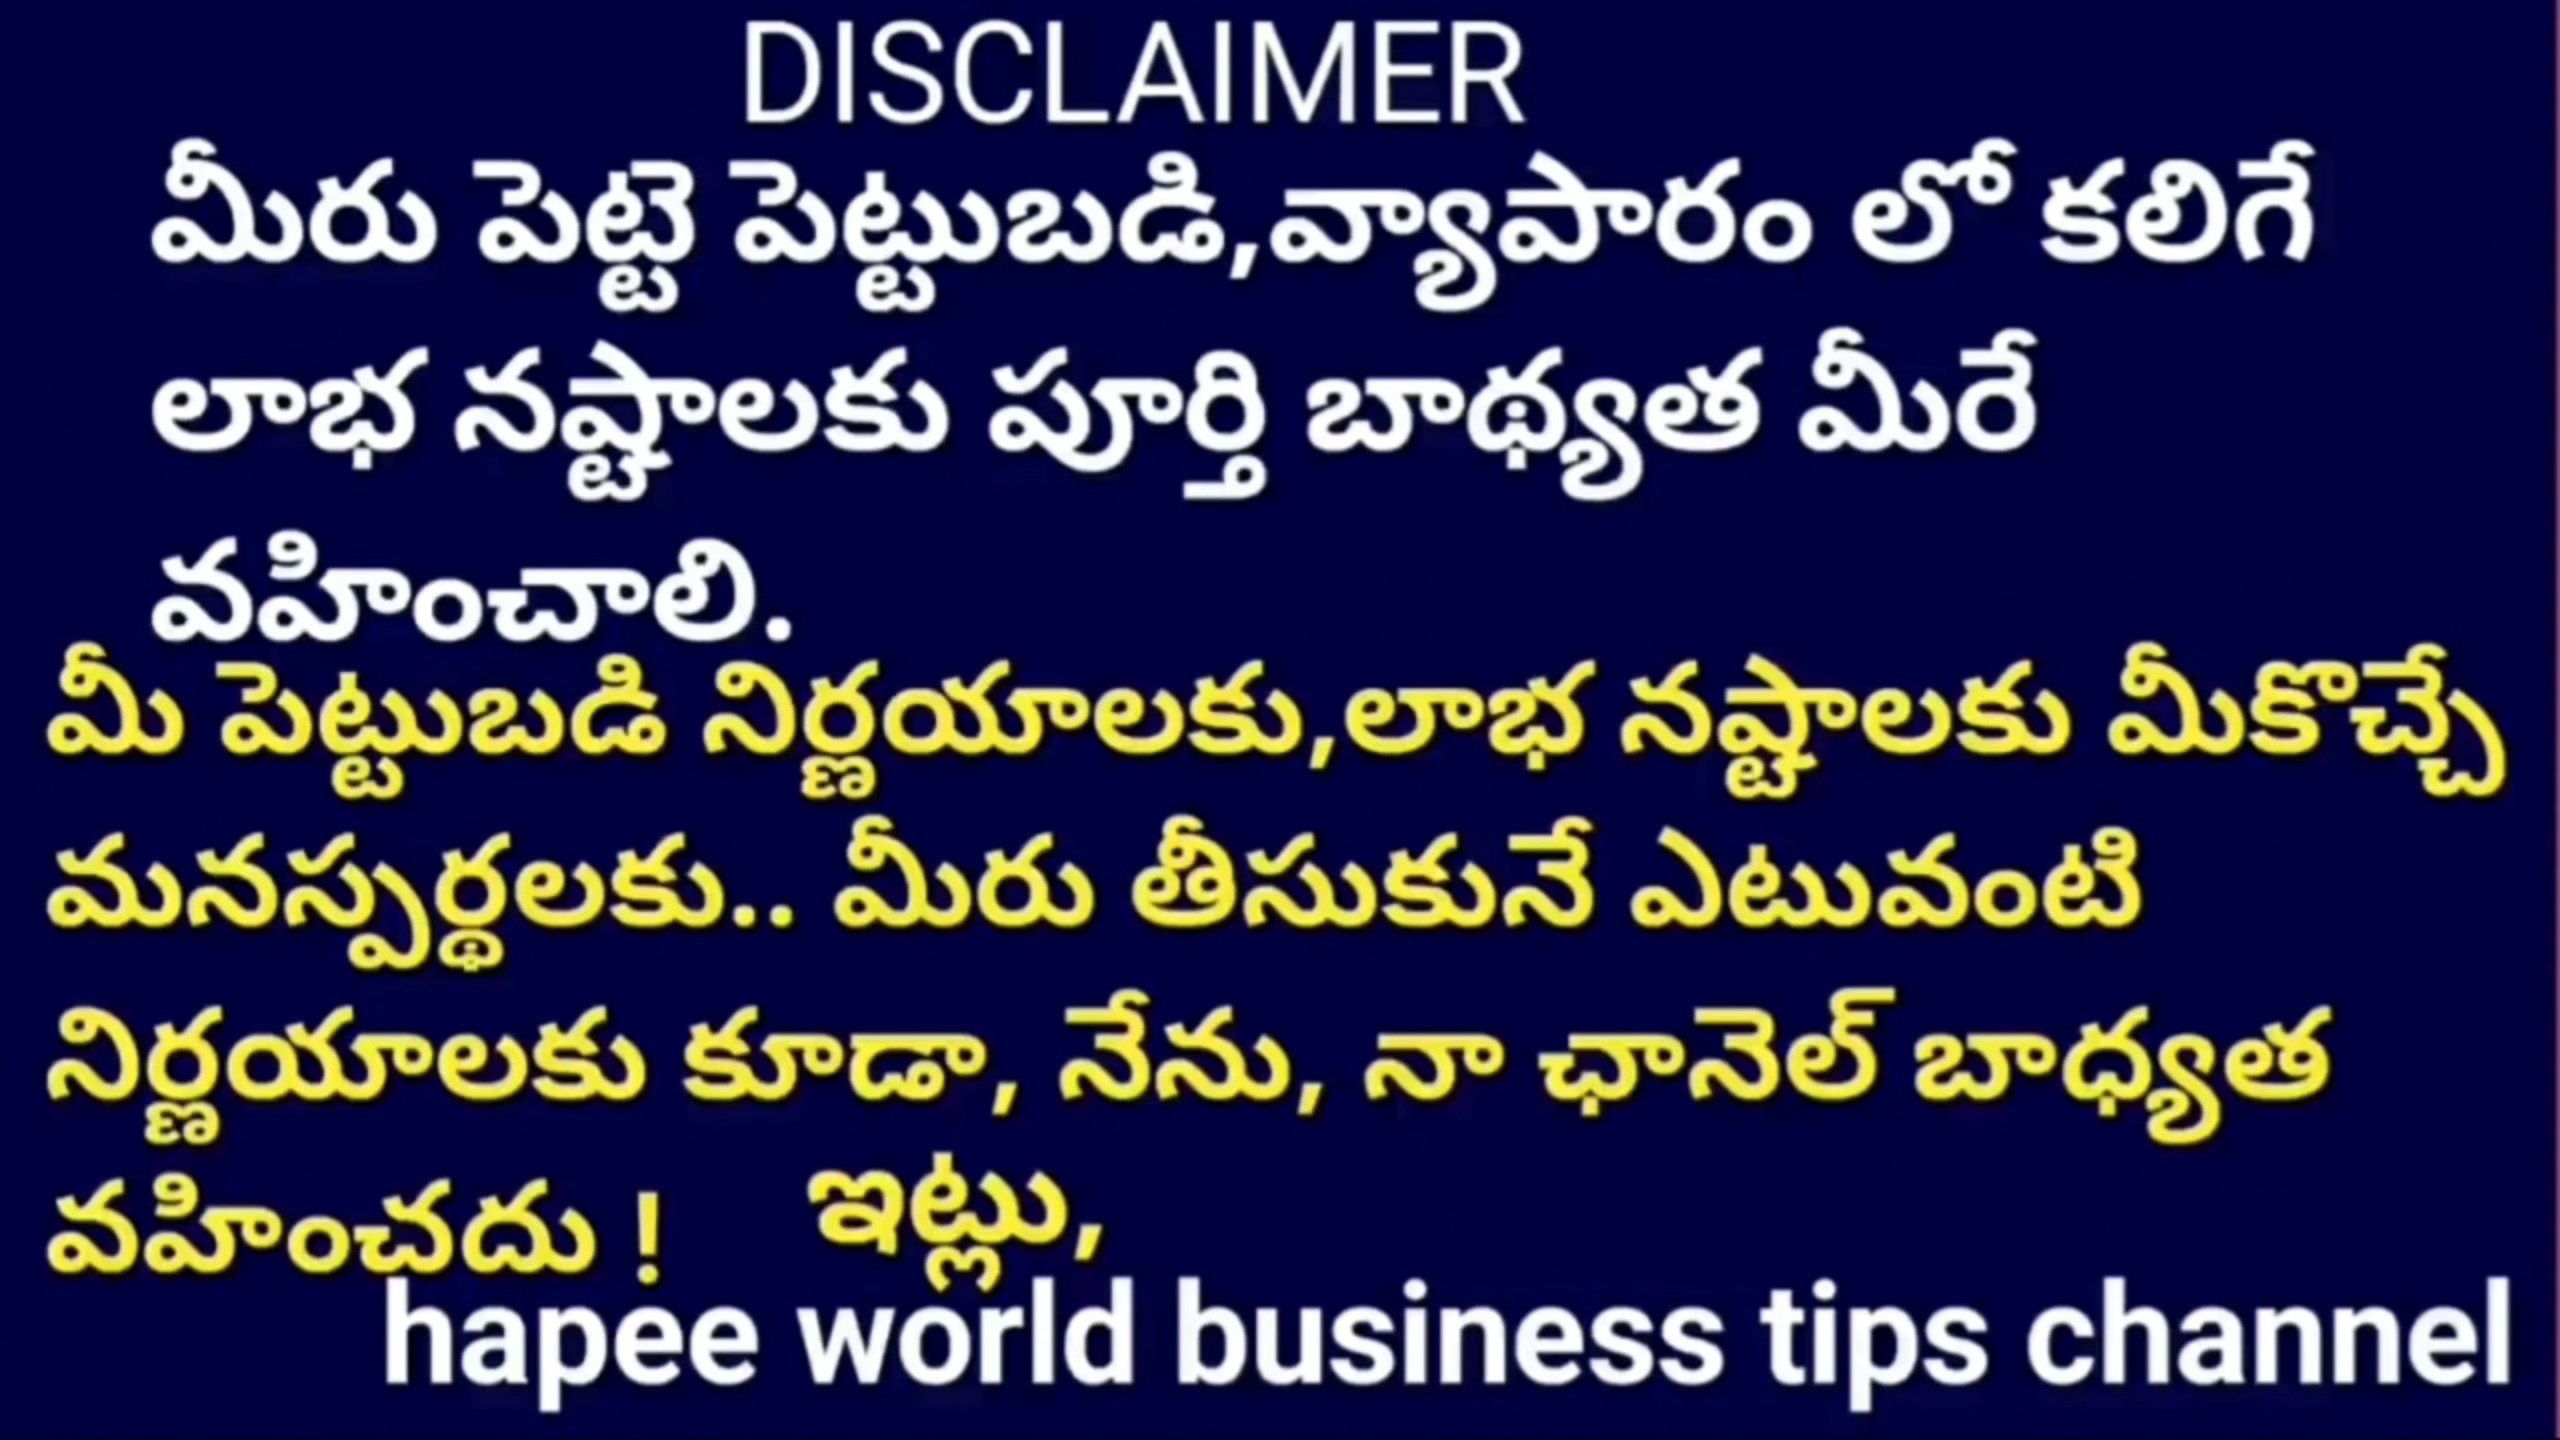 DISCLAIMER
మీరు పెట్టె పెట్టుబడి,వ్యాపారం లో కలిగే
లాభ నష్టాలకు పూర్తి బాథ్యత మీరే
వహించాలి.
మీ పెట్టుబడి నిర్ణయాలకు,లాభ నష్టాలకు మీకొచ్చే
మనస్పర్థలకు.. మీరు తీసుకునే ఎటువంటి
నిర్ణయాలకు కూడా, నేను, నా ఛానెల్ బాధ్యత
వహించదు ! ఇట్లు,
hapee world business tips channel